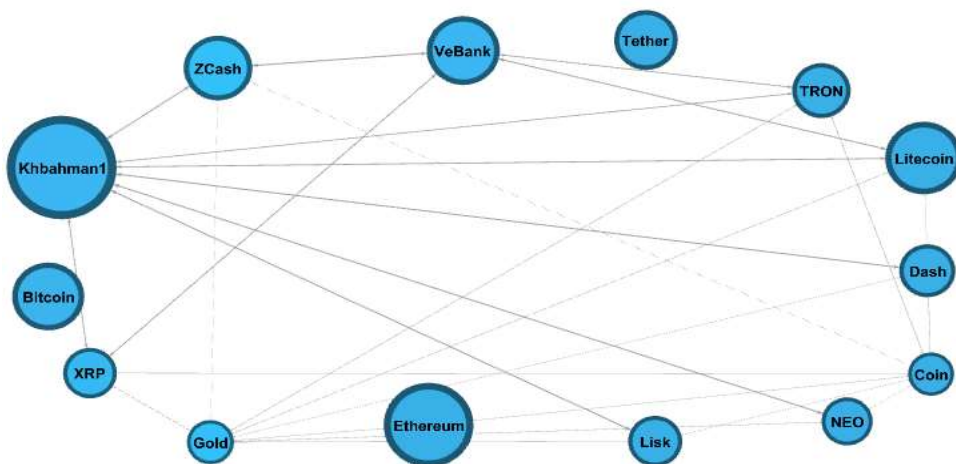 Tether
VeBank
ZCash
TRON
Litecoin
Khbahman1
Dash
Bitcoin
XRP
Coin
NEO
Ethereum
Gold
Lisk